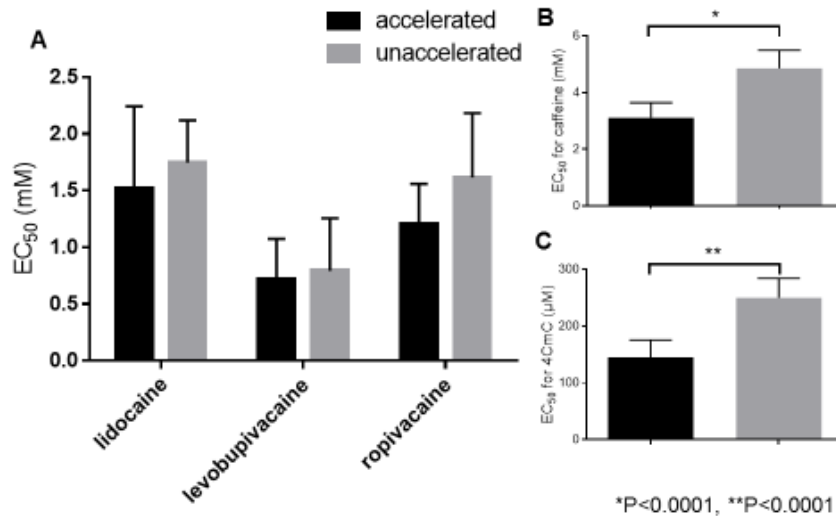 A
accelerated
unaccelerated
EC₅₀ (mM)
2.5
2.0
1.5
1.0
0.5
0.0
lidocaine
levobupivacaine
ropivacaine
B
*
EC₅₀ for caffeine (mM)
6
4
2
0
C
**
EC₅₀ for 4CmC (µM)
300
200
100
0
*P<0.0001, **P<0.0001